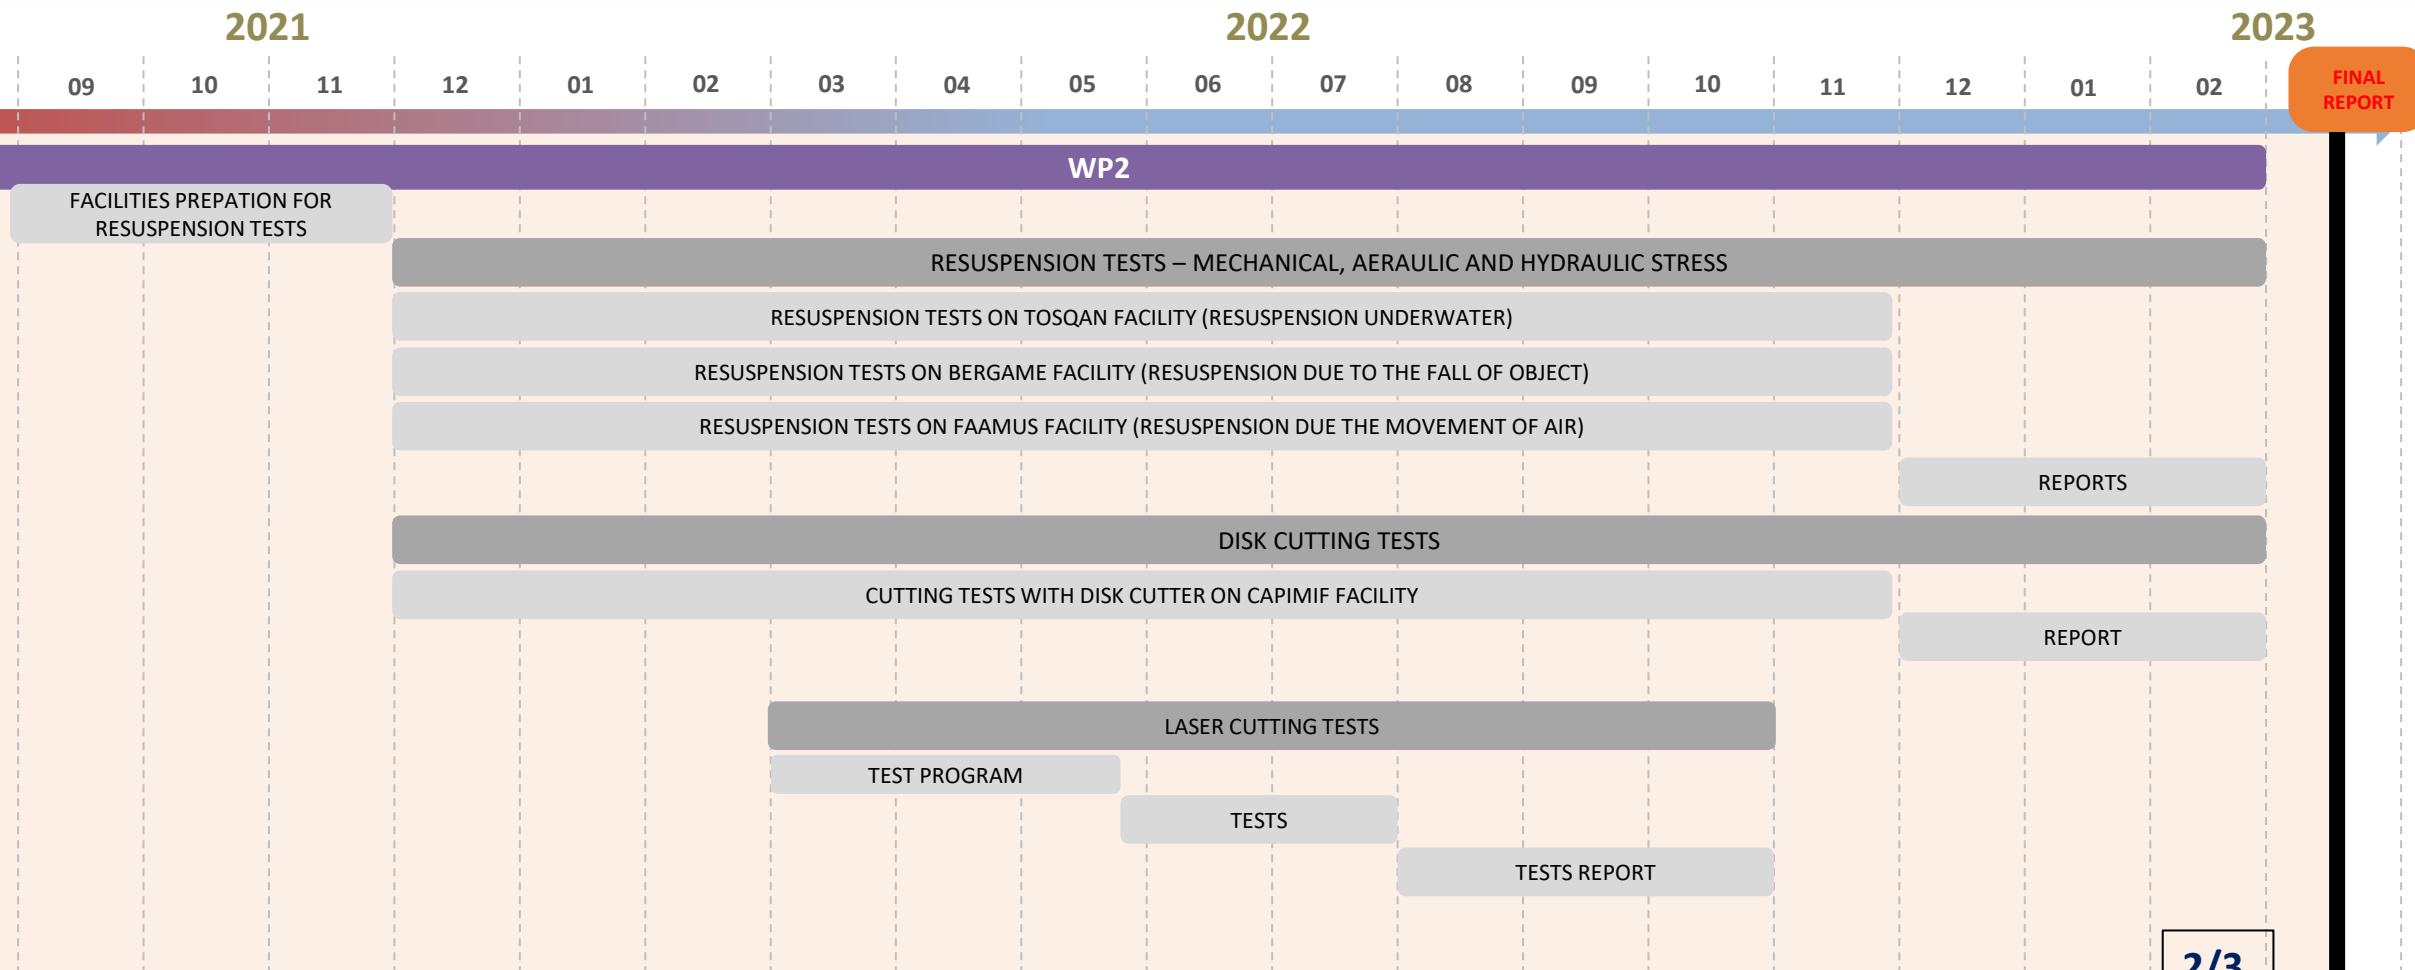 2021 2022 2023
09 10 11 12 01 02 03 04 05 06 07 08 09 10 11 12 01 02
FINAL
REPORT
WP2
FACILITIES PREPATION FOR
RESUSPENSION TESTS
RESUSPENSION TESTS – MECHANICAL, AERAULIC AND HYDRAULIC STRESS
RESUSPENSION TESTS ON TOSQAN FACILITY (RESUSPENSION UNDERWATER)
RESUSPENSION TESTS ON BERGAME FACILITY (RESUSPENSION DUE TO THE FALL OF OBJECT)
RESUSPENSION TESTS ON FAAMUS FACILITY (RESUSPENSION DUE THE MOVEMENT OF AIR)
REPORTS
DISK CUTTING TESTS
CUTTING TESTS WITH DISK CUTTER ON CAPIMIF FACILITY
REPORT
LASER CUTTING TESTS
TEST PROGRAM
TESTS
TESTS REPORT
2/3